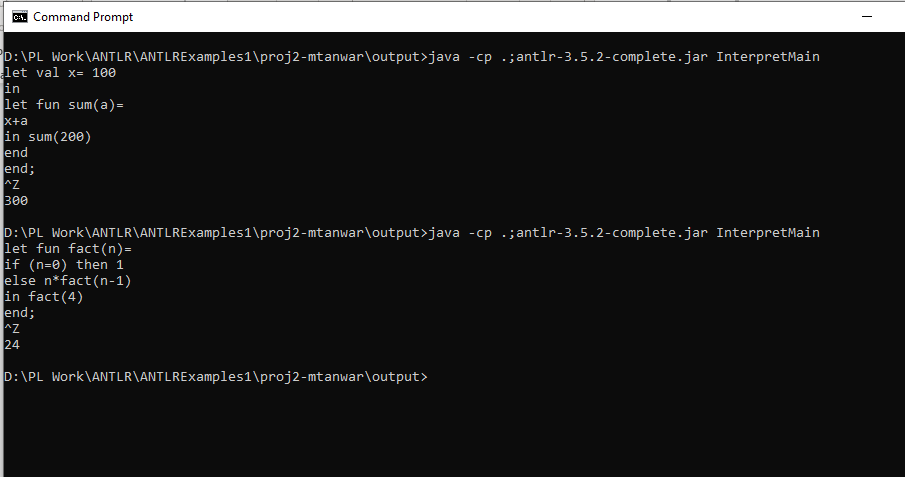 Command Prompt
D:\PL Work\ANTLR\ANTLRExamples1\proj2-mtanwar\output>java -cp .;antlr-3.5.2-complete.jar InterpretMain
let val x= 100
in
let fun sum(a)=
x+a
in sum(200)
end
end;
^Z
300
D:\PL Work\ANTLR\ANTLRExamples1\proj2-mtanwar\output>java -cp .;antlr-3.5.2-complete.jar InterpretMain
let fun fact(n)=
if (n=0) then 1
else n*fact(n-1)
in fact(4)
end;
^Z
24
D:\PL Work\ANTLR\ANTLRExamples1\proj2-mtanwar\output>